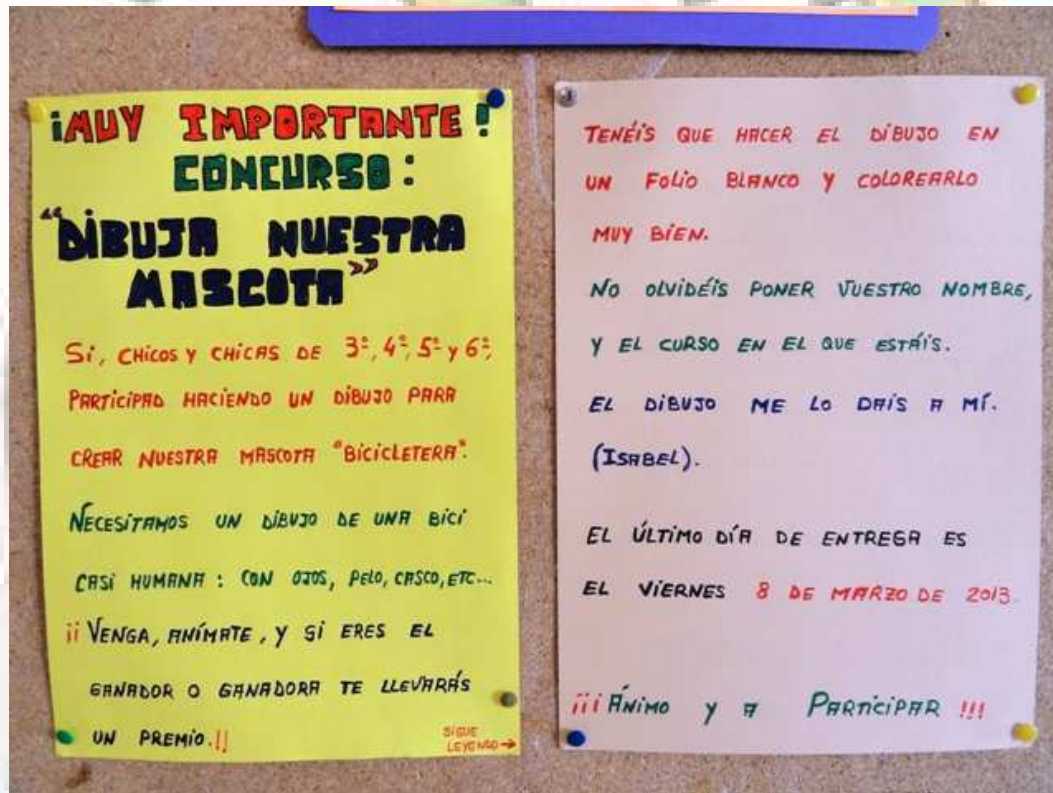 ¡MUY IMPORTANTE!
CONCURSO:
"DIBUJA NUESTRA
MASCOTA"
SI, CHICOS Y CHICAS DE 3º, 4º, 5º Y 6º,
PARTICIPAD HACIENDO UN DIBUJO PARA
CREAR NUESTRA MASCOTA "BICICLETERA".
NECESITAMOS UN DIBUJO DE UNA BICI
CASI HUMANA: CON OJOS, PELO, CASCO, ETC...
¡¡VENGA, ANÍMATE, Y SI ERES EL
GANADOR O GANADORA TE LLEVARÁS
UN PREMIO.!!
SIGUE
LEYENDO→
TENÉIS QUE HACER EL DIBUJO EN
UN FOLIO BLANCO Y COLOREARLO
MUY BIEN.
NO OLVIDÉIS PONER VUESTRO NOMBRE,
Y EL CURSO EN EL QUE ESTÁIS.
EL DIBUJO ME LO DAIS A MÍ.
(ISABEL).
EL ÚLTIMO DÍA DE ENTREGA ES
EL VIERNES 8 DE MARZO DE 2013.
¡¡¡ÁNIMO Y A PARTICIPAR!!!